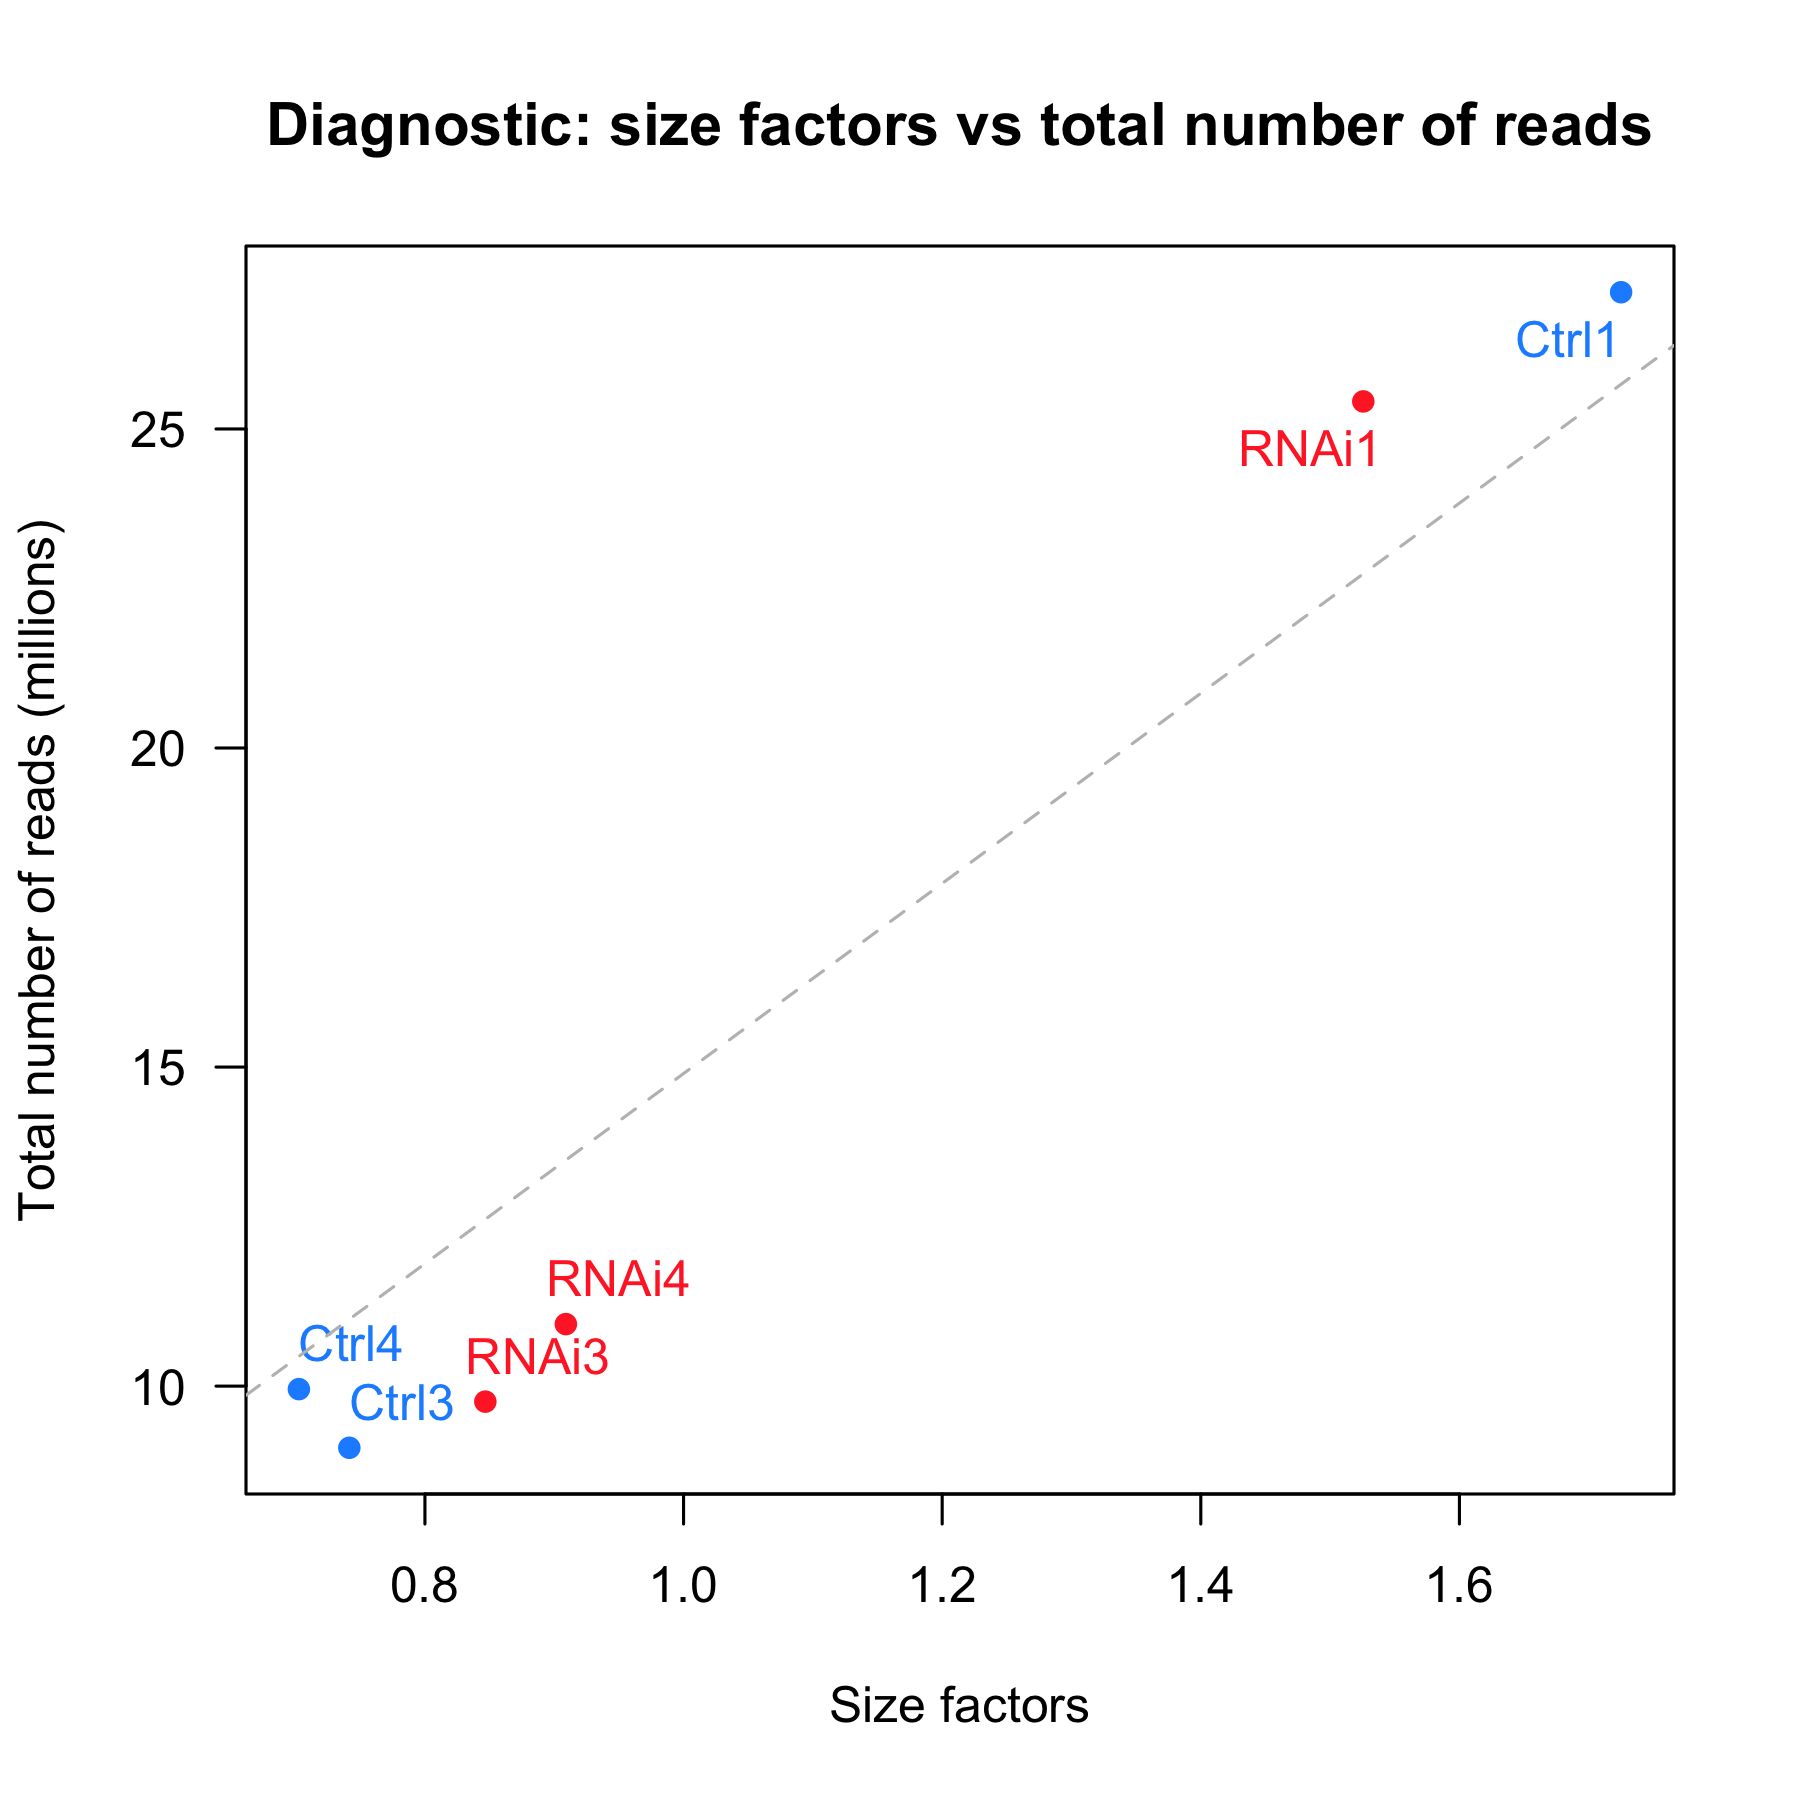 Diagnostic: size factors vs total number of reads
Total number of reads (millions)
25
20
15
10
Ctrl1
RNAi1
RNAi4
RNAi3
Ctrl4
Ctrl3
0.8
1.0
1.2
1.4
1.6
Size factors